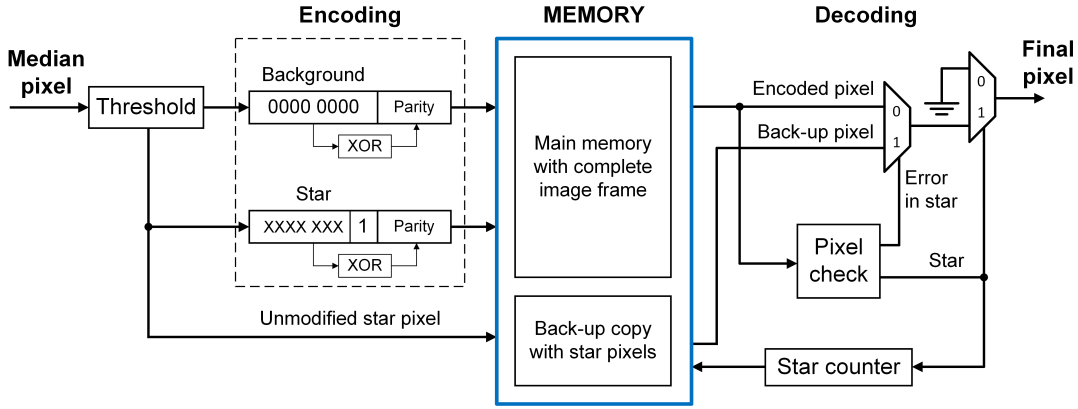 Encoding
MEMORY
Decoding
Median
pixel
Threshold
Background
0000 0000
Parity
XOR
Star
XXXX XXX
1
Parity
XOR
Unmodified star pixel
Main memory
with complete
image frame
Back-up copy
with star pixels
Encoded pixel
Back-up pixel
0
1
0
1
Final
pixel
Error
in star
Pixel
check
Star
Star counter